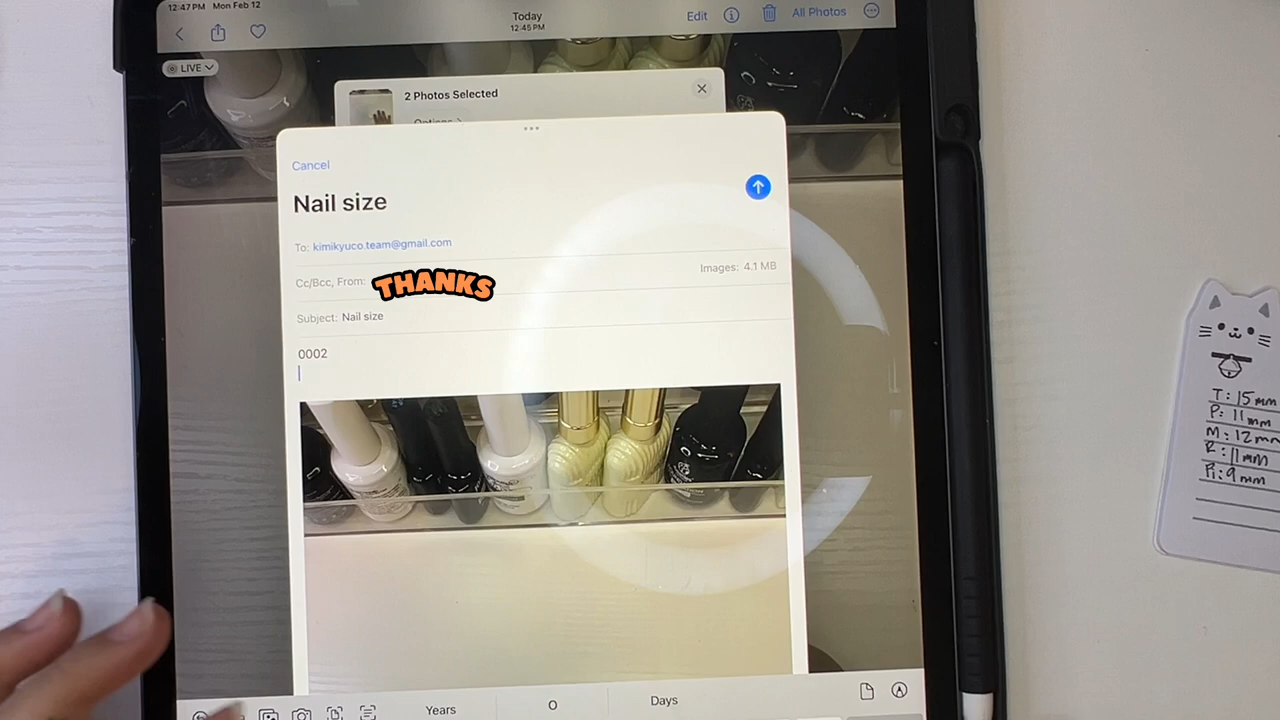 12:47 PM Mon Feb 12
Today
12:45 PM
Edit
All Photos
LIVE
2 Photos Selected
Options >
Cancel
Nail size
To: kimikyuco.team@gmail.com
Cc/Bcc, From:
THANKS
Images: 4.1 MB
Subject: Nail size
0002
Years
O
Days
T: 15mm
P: 11mm
M: 12mm
R: 11mm
P: 9mm